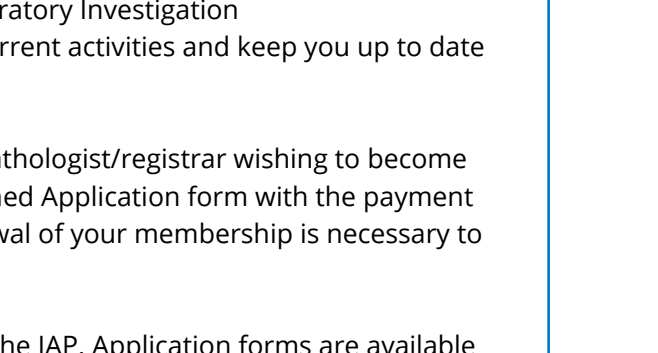 ratory Investigation
rrent activities and keep you up to date
athologist/registrar wishing to become
ned Application form with the payment
wal of your membership is necessary to
he IAP. Application forms are available